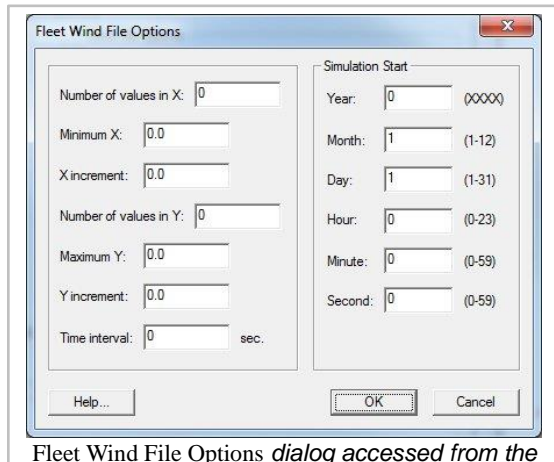 Fleet Wind File Options
Number of values in X: 0
Minimum X: 0.0
X increment: 0.0
Number of values in Y: 0
Maximum Y: 0.0
Y increment: 0.0
Time interval: 0 sec.
Simulation Start
Year: 0 (XXXX)
Month: 1 (1-12)
Day: 1 (1-31)
Hour: 0 (0-23)
Minute: 0 (0-59)
Second: 0 (0-59)
Help...
OK
Cancel
Fleet Wind File Options dialog accessed from the